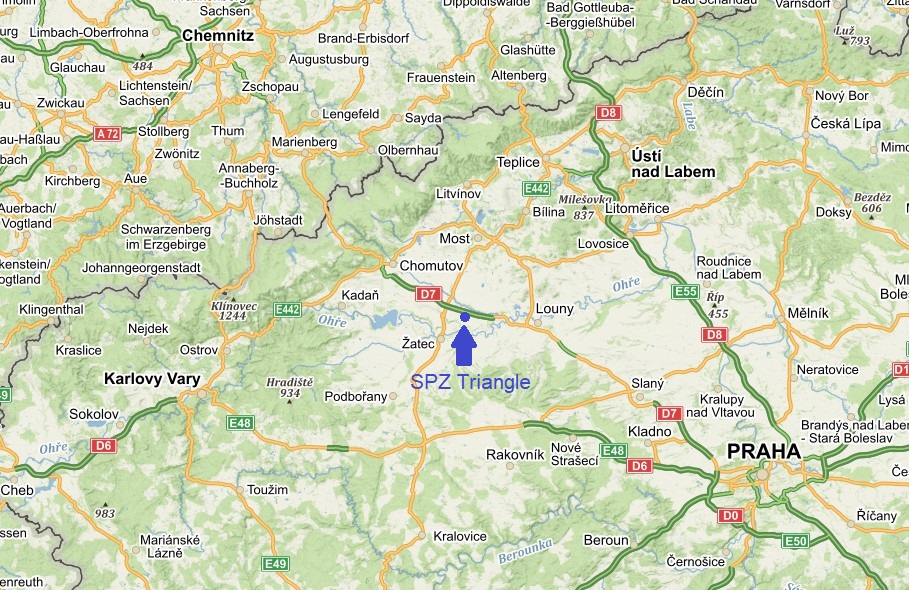 Sachsen
Dippoldiswalde
Bad Gottleuba-
-Berggießhübel
Bad Schandau
Varnsdorf
Limbach-Oberfrohna
Chemnitz
Brand-Erbisdorf
Glashütte
Luž
793
Glauchau
484
Augustusburg
Frauenstein
Altenberg
Lichtenstein/
Sachsen
Zschopau
Děčín
Nový Bor
Zwickau
Lengefeld
Sayda
D8
Labe
A 72
Stollberg
Thum
Marienberg
Olbernhau
Česká Lípa
Zwönitz
Teplice
Ústí
nad Labem
Kirchberg
Aue
Annaberg-
-Buchholz
Litvínov
E442
Milešovka
837
Litoměřice
Bezděz
606
Doksy
Auerbach/
Vogtland
Jöhstadt
Bílina
Schwarzenberg
im Erzgebirge
Most
Lovosice
Johanngeorgenstadt
Chomutov
Roudnice
nad Labem
Klingenthal
Klínovec
1244
E442
Kadaň
D7
Ohře
E55
Říp
455
Ohře
Louny
Mělník
Nejdek
D8
Kraslice
Ostrov
Žatec
Karlovy Vary
Hradiště
934
SPZ Triangle
Neratovice
Podbořany
Slaný
Kralupy
nad Vltavou
Lysá
Sokolov
E48
D7
Kladno
Brandýs nad Labem
- Stará Boleslav
Ohře
D6
Rakovník
Nové
Strašecí
E48
D6
PRAHA
Cheb
Toužim
983
D0
Říčany
Mariánské
Lázně
Kralovice
Beroun
E50
Berounka
Černošice
E49